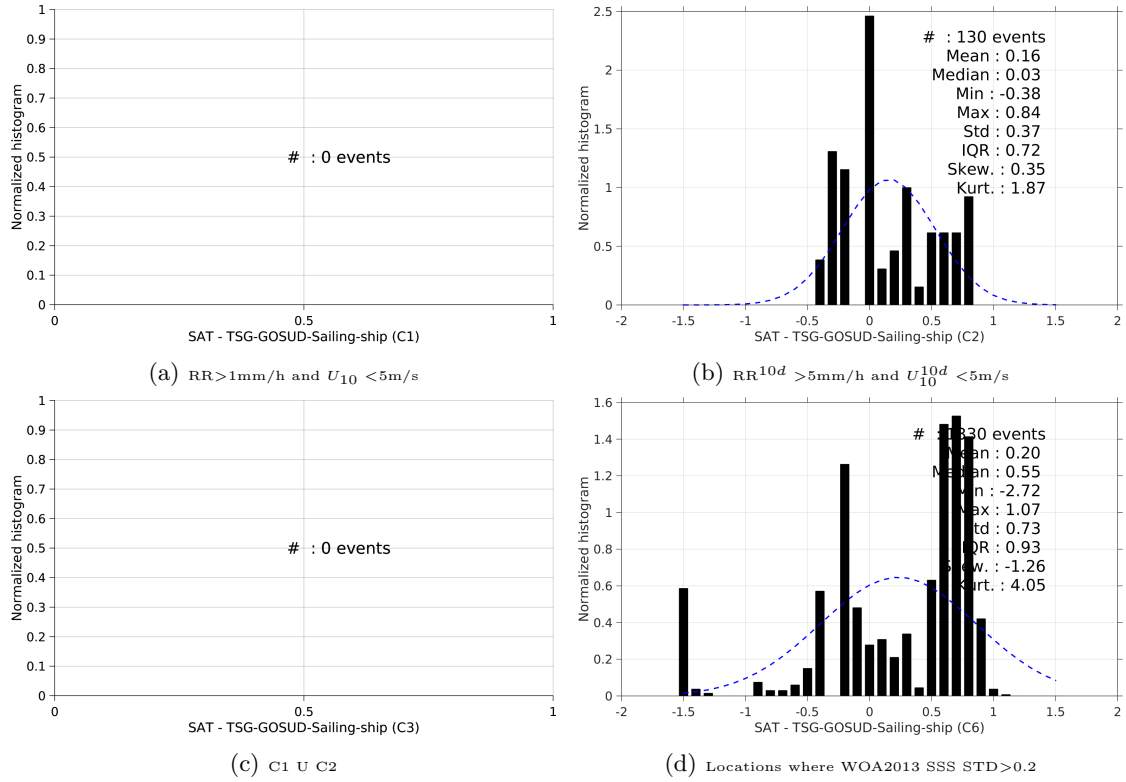 1
0.9
0.8
0.7
0.6
0.5
0.4
0.3
0.2
0.1
0
Normalized histogram
# : 0 events
0 0.5 1
SAT - TSG-GOSUD-Sailing-ship (C1)
(a) RR>1mm/h and U10 <5m/s
2.5
2
1.5
1
0.5
0
Normalized histogram
# : 130 events
Mean : 0.16
Median : 0.03
Min : -0.38
Max : 0.84
Std : 0.37
IQR : 0.72
Skew. : 0.35
Kurt. : 1.87
-2 -1.5 -1 -0.5 0 0.5 1 1.5 2
SAT - TSG-GOSUD-Sailing-ship (C2)
(b) RR10d >5mm/h and U10d10 <5m/s
1
0.9
0.8
0.7
0.6
0.5
0.4
0.3
0.2
0.1
0
Normalized histogram
# : 0 events
0 0.5 1
SAT - TSG-GOSUD-Sailing-ship (C3)
(c) C1 U C2
1.6
1.4
1.2
1
0.8
0.6
0.4
0.2
0
Normalized histogram
# : 1330 events
Mean : 0.20
Median : 0.55
Min : -2.72
Max : 1.07
Std : 0.73
IQR : 0.93
Skew. : -1.26
Kurt. : 4.05
-2 -1.5 -1 -0.5 0 0.5 1 1.5 2
SAT - TSG-GOSUD-Sailing-ship (C6)
(d) Locations where WOA2013 SSS STD>0.2